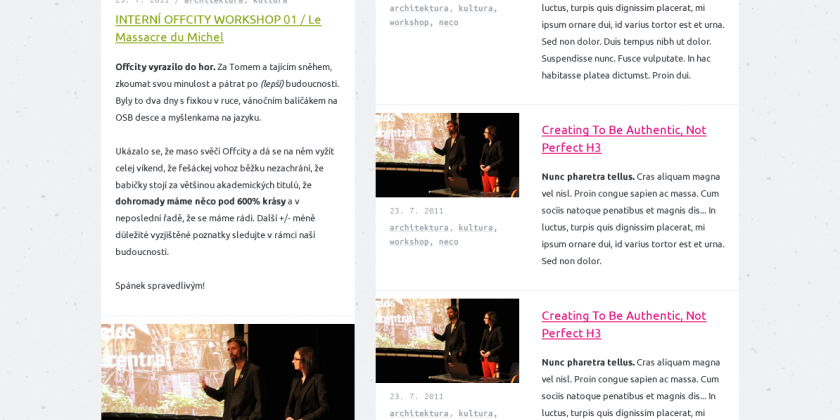 23. 7. 2011 / architektura, kultura
INTERNÍ OFFCITY WORKSHOP 01 / Le
Massacre du Michel
Offcity vyrazilo do hor. Za Tomem a tajícím sněhem,
zkoumat svou minulost a pátrat po (lepší) budoucnosti.
Byly to dva dny s fixkou v ruce, vánočním baličákem na
OSB desce a myšlenkama na jazyku.
Ukázalo se, že maso svěčí Offcity a dá se na něm vyžít
celej víkend, že fešáckej vohoz běžku nezachrání, že
babičky stojí za většinou akademických titulů, že
dohromady máme něco pod 600% krásy a v
neposlední řadě, že se máme rádi. Další +/- méně
důležité vyzjištěné poznatky sledujte v rámci naší
budoucnosti.
Spánek spravedlivým!
architektura, kultura,
workshop, neco
luctus, turpis quis dignissim placerat, mi
ipsum ornare dui, id varius tortor est et urna.
Sed non dolor. Duis tempus nibh ut dolor.
Suspendisse nunc. Fusce vulputate. In hac
habitasse platea dictumst. Proin dui.
23. 7. 2011
architektura, kultura,
workshop, neco
Creating To Be Authentic, Not
Perfect H3
Nunc pharetra tellus. Cras aliquam magna
vel nisl. Proin congue sapien ac massa. Cum
sociis natoque penatibus et magnis dis... In
luctus, turpis quis dignissim placerat, mi
ipsum ornare dui, id varius tortor est et urna.
Sed non dolor.
23. 7. 2011
architektura, kultura,
Creating To Be Authentic, Not
Perfect H3
Nunc pharetra tellus. Cras aliquam magna
vel nisl. Proin congue sapien ac massa. Cum
sociis natoque penatibus et magnis dis... In
luctus, turpis quis dignissim placerat, mi